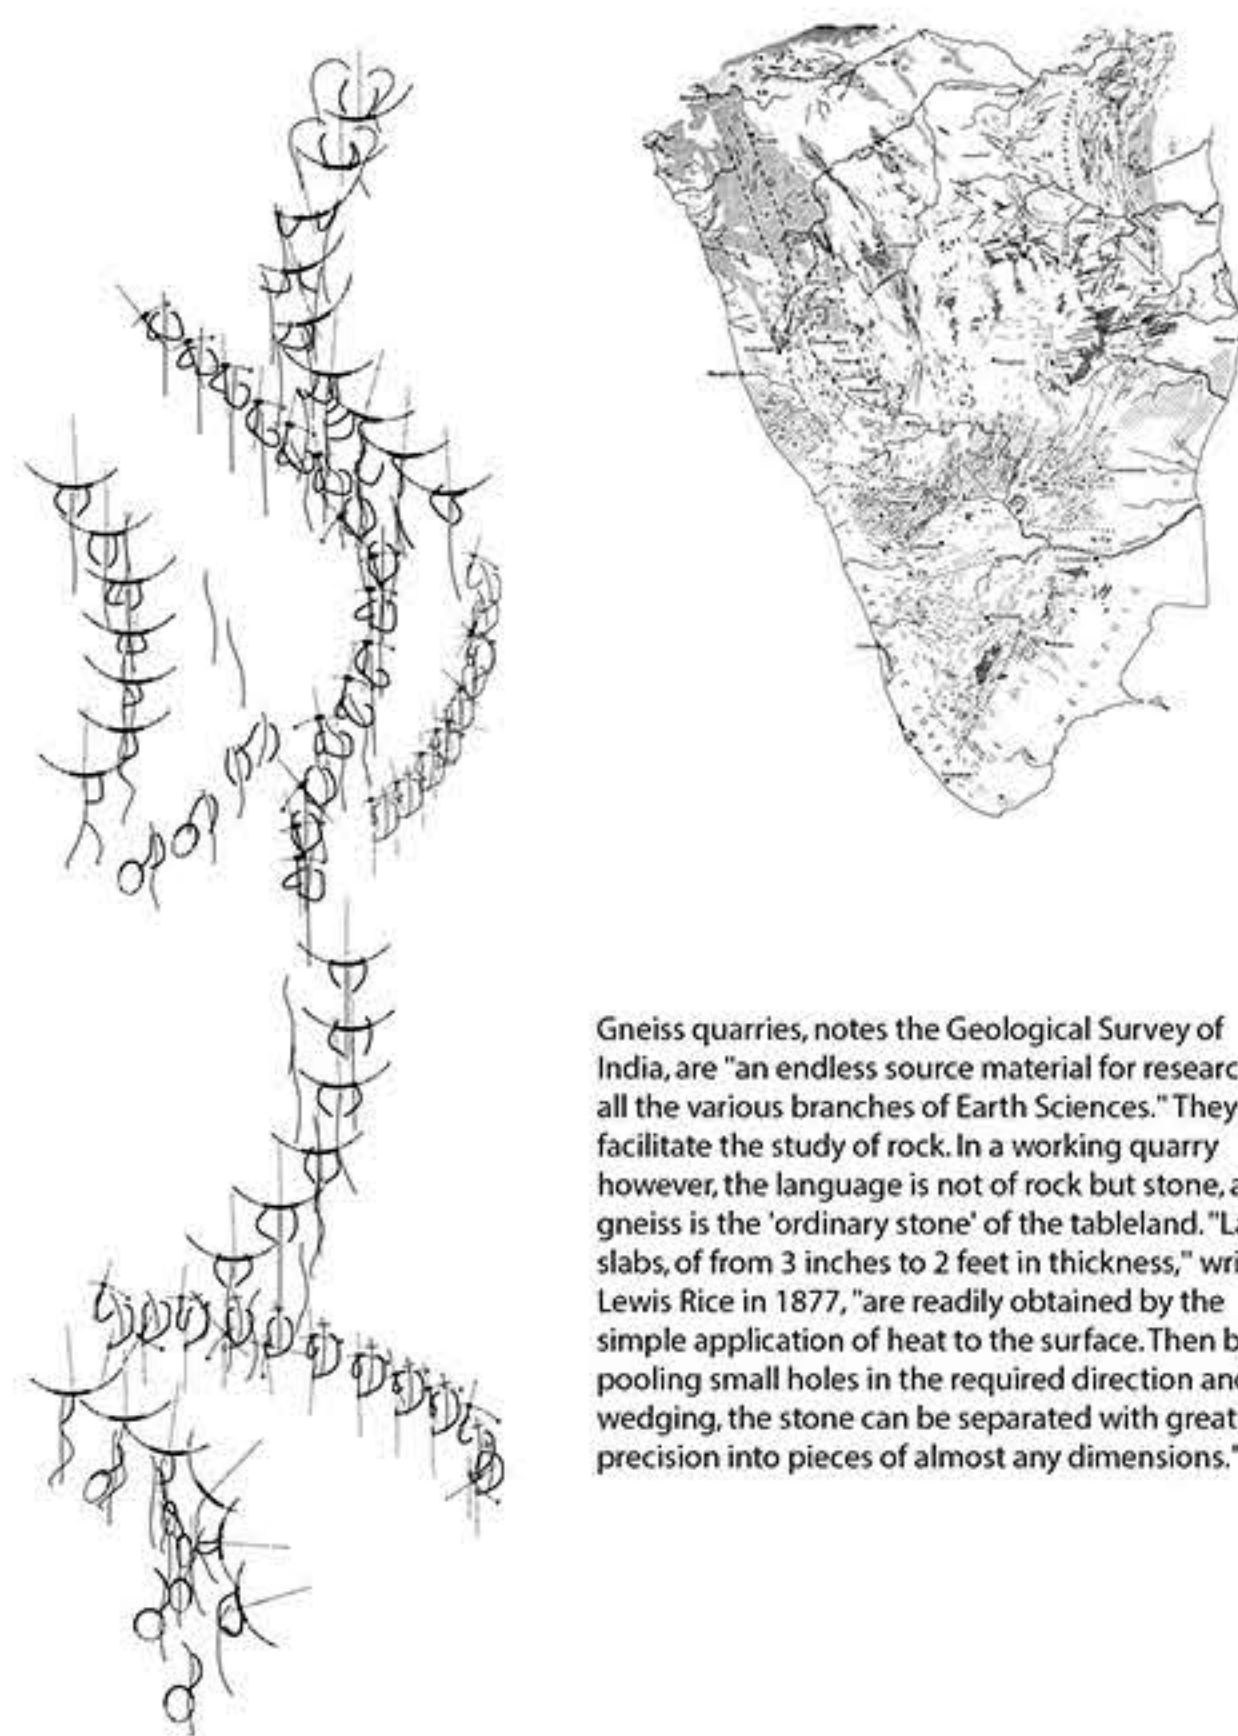 Gneiss quarries, notes the Geological Survey of
India, are "an endless source material for researc
all the various branches of Earth Sciences." They
facilitate the study of rock. In a working quarry
however, the language is not of rock but stone, a
gneiss is the 'ordinary stone' of the tableland. "La
slabs, of from 3 inches to 2 feet in thickness," wri
Lewis Rice in 1877, "are readily obtained by the
simple application of heat to the surface. Then b
pooling small holes in the required direction and
wedging, the stone can be separated with great
precision into pieces of almost any dimensions."